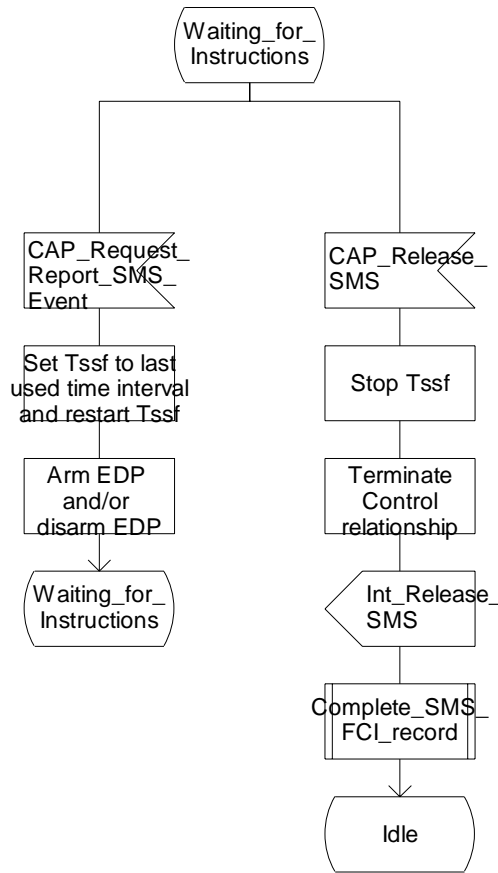 Waiting_for_
Instructions
CAP_Request_
Report_SMS_
Event
Set Tssf to last
used time interval
and restart Tssf
Arm EDP
and/or
disarm EDP
Waiting_for_
Instructions
CAP_Release_
SMS
Stop Tssf
Terminate
Control
relationship
Int_Release_
SMS
Complete_SMS_
FCI_record
Idle